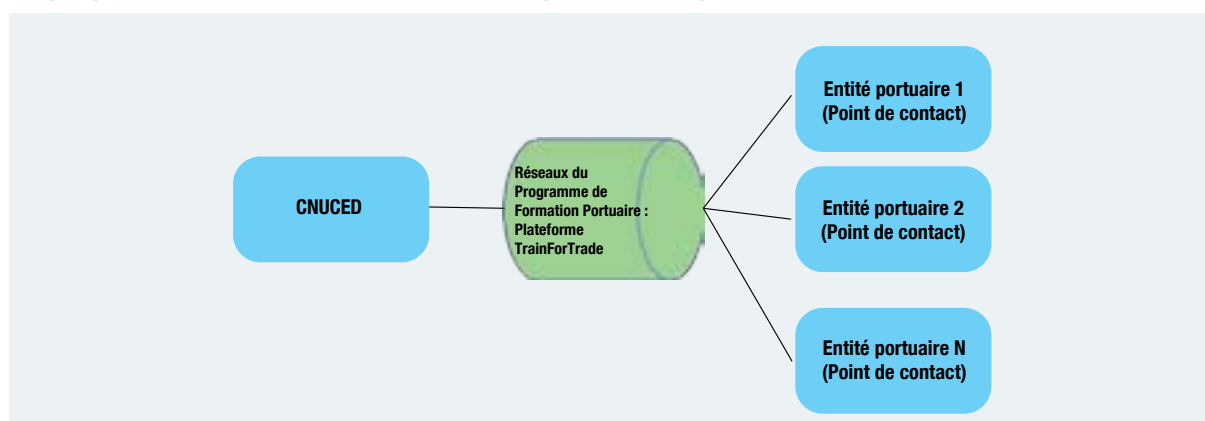 CNUCED
Réseaux du
Programme de
Formation Portuaire :
Plateforme
TrainForTrade
Entité portuaire 1
(Point de contact)
Entité portuaire 2
(Point de contact)
Entité portuaire N
(Point de contact)